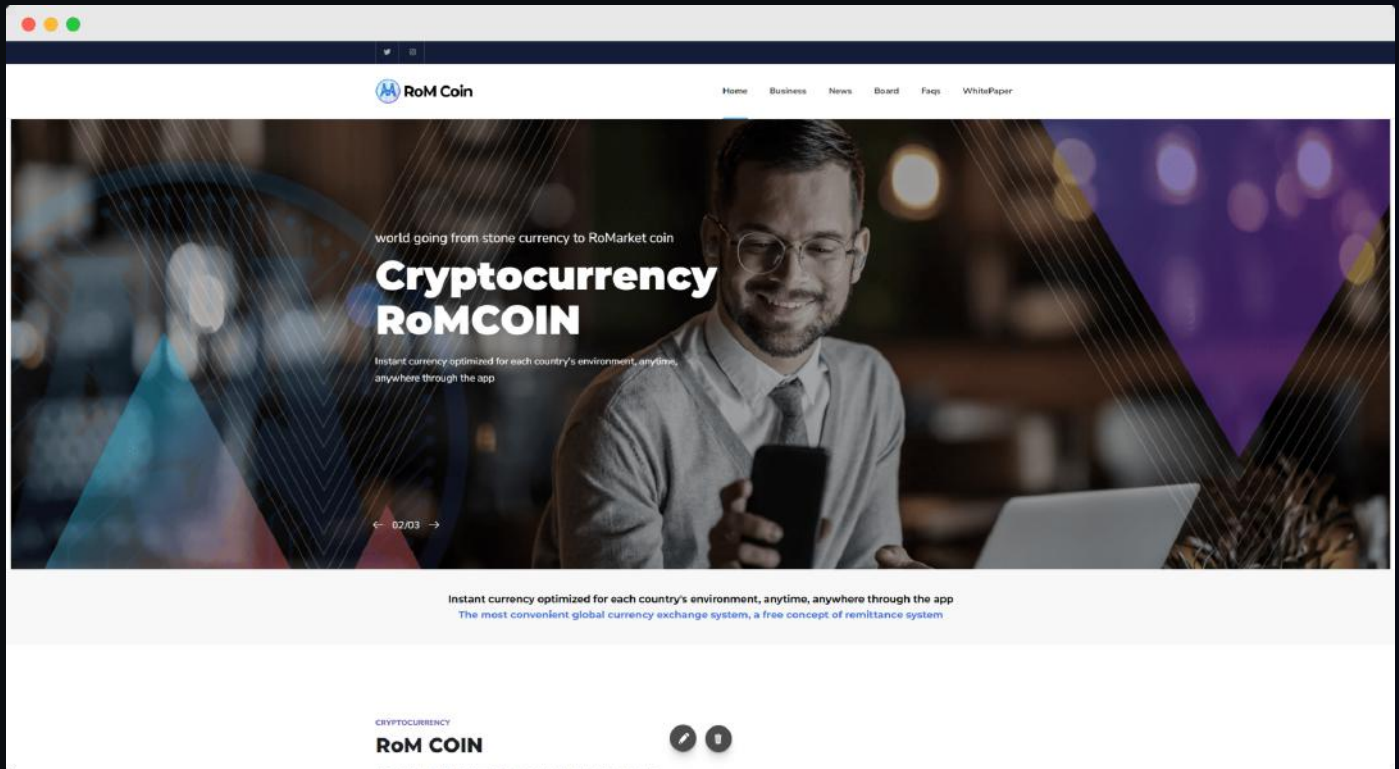 RoM Coin
Home Business News Board Faqs WhitePaper
world going from stone currency to RoMarket coin
Cryptocurrency
RoMCOIN
Instant currency optimized for each country's environment, anytime,
anywhere through the app
← 02/03 →
Instant currency optimized for each country's environment, anytime, anywhere through the app
The most convenient global currency exchange system, a free concept of remittance system
CRYPTOCURRENCY
RoM COIN